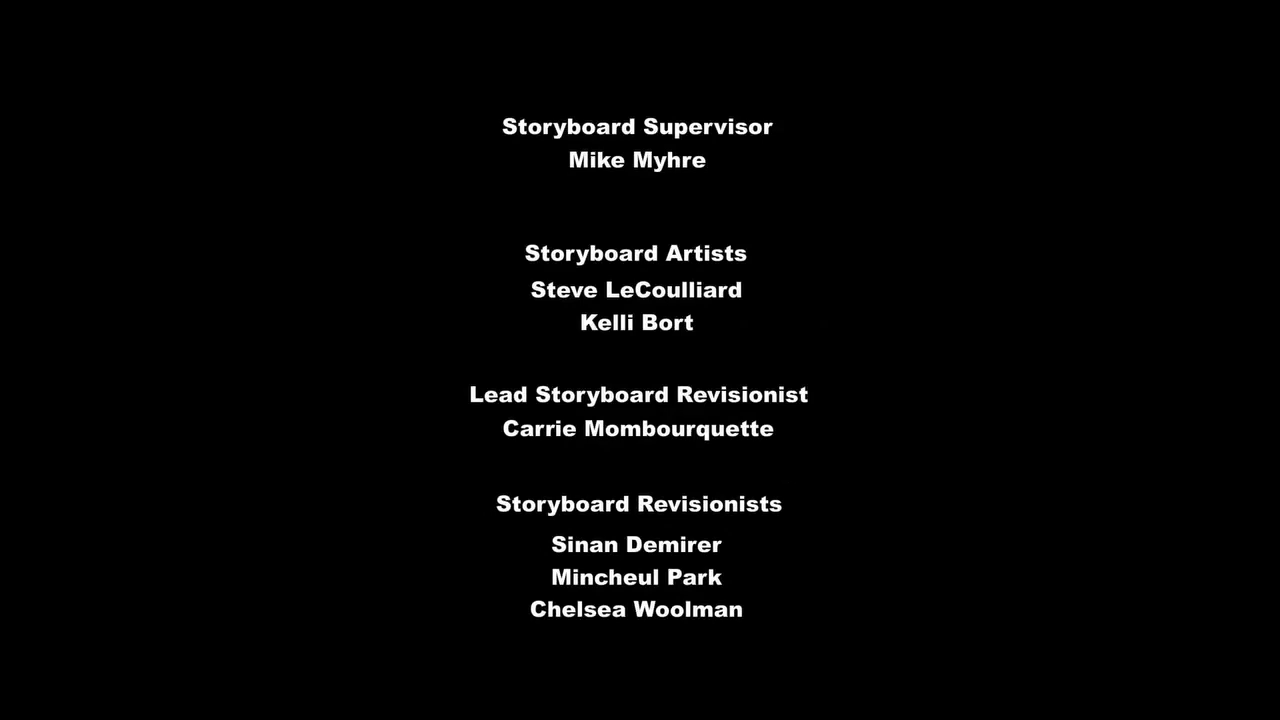 Storyboard Supervisor
Mike Myhre
Storyboard Artists
Steve LeCoulliard
Kelli Bort
Lead Storyboard Revisionist
Carrie Mombourquette
Storyboard Revisionists
Sinan Demirer
Mincheul Park
Chelsea Woolman